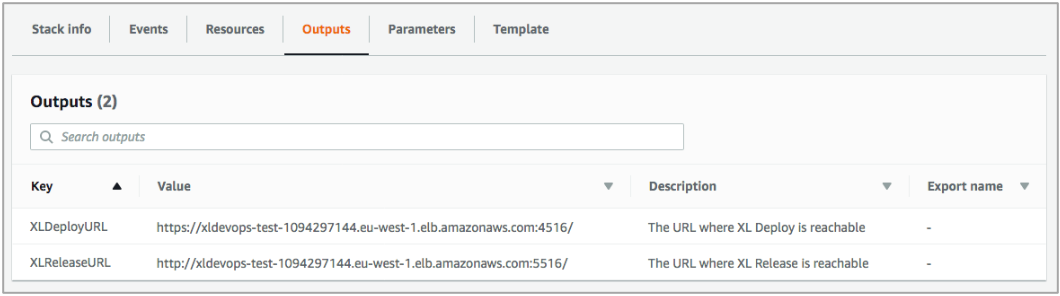 Stack info Events Resources Outputs Parameters Template
Outputs (2)
Search outputs
Key Value Description Export name
XLDeployURL https://xldevops-test-1094297144.eu-west-1.elb.amazonaws.com:4516/ The URL where XL Deploy is reachable -
XLReleaseURL http://xldevops-test-1094297144.eu-west-1.elb.amazonaws.com:5516/ The URL where XL Release is reachable -